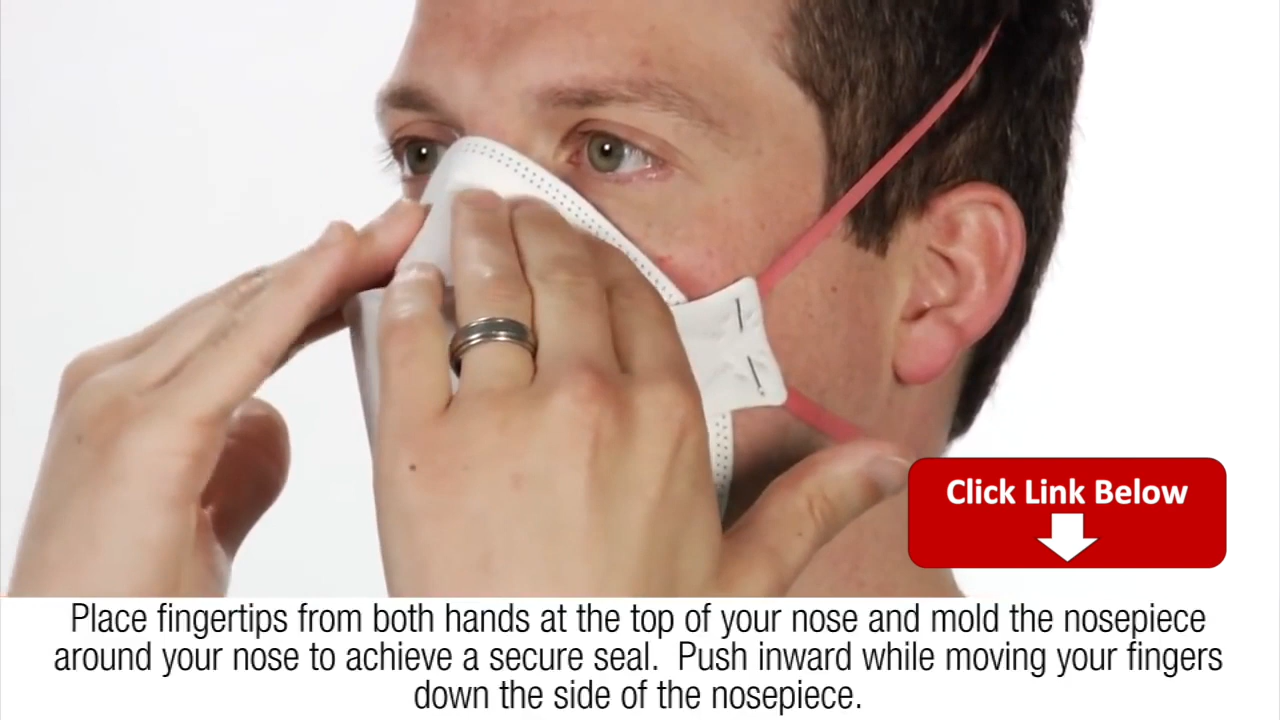 Click Link Below
Place fingertips from both hands at the top of your nose and mold the nosepiece
around your nose to achieve a secure seal.  Push inward while moving your fingers
down the side of the nosepiece.